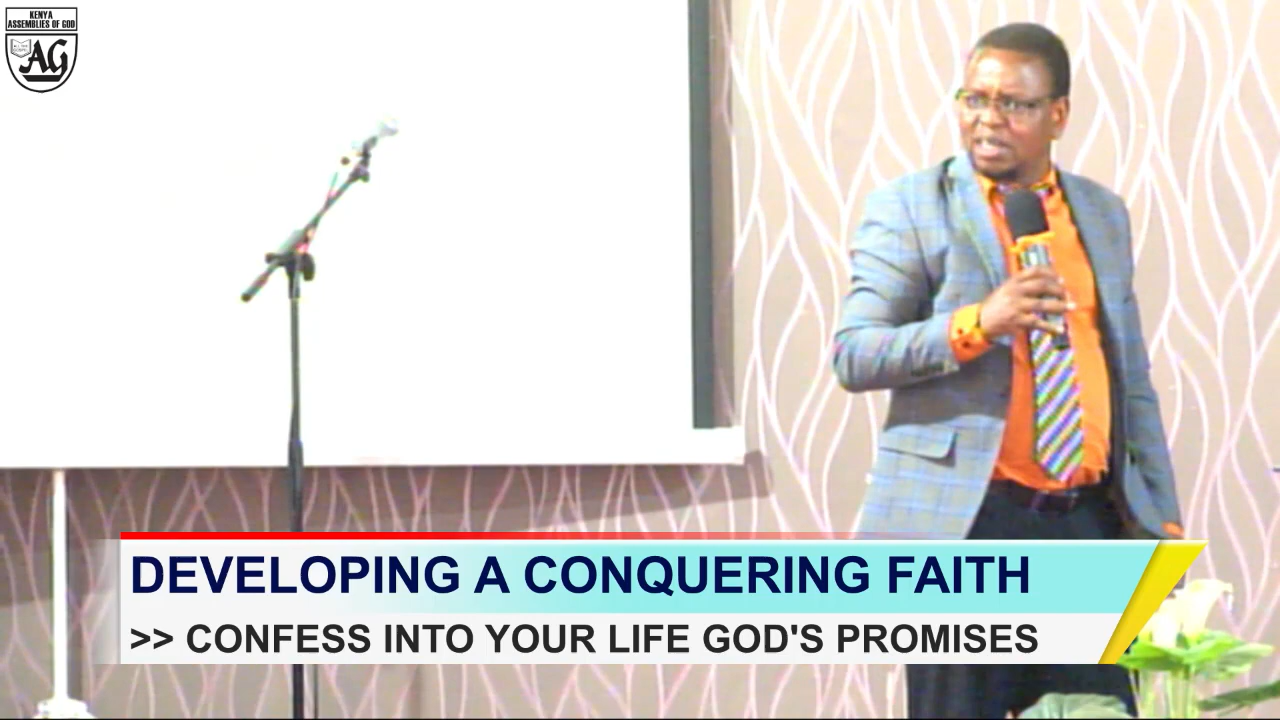 KENYA
ASSEMBLIES OF GOD
AG
DEVELOPING A CONQUERING FAITH
>> CONFESS INTO YOUR LIFE GOD'S PROMISES